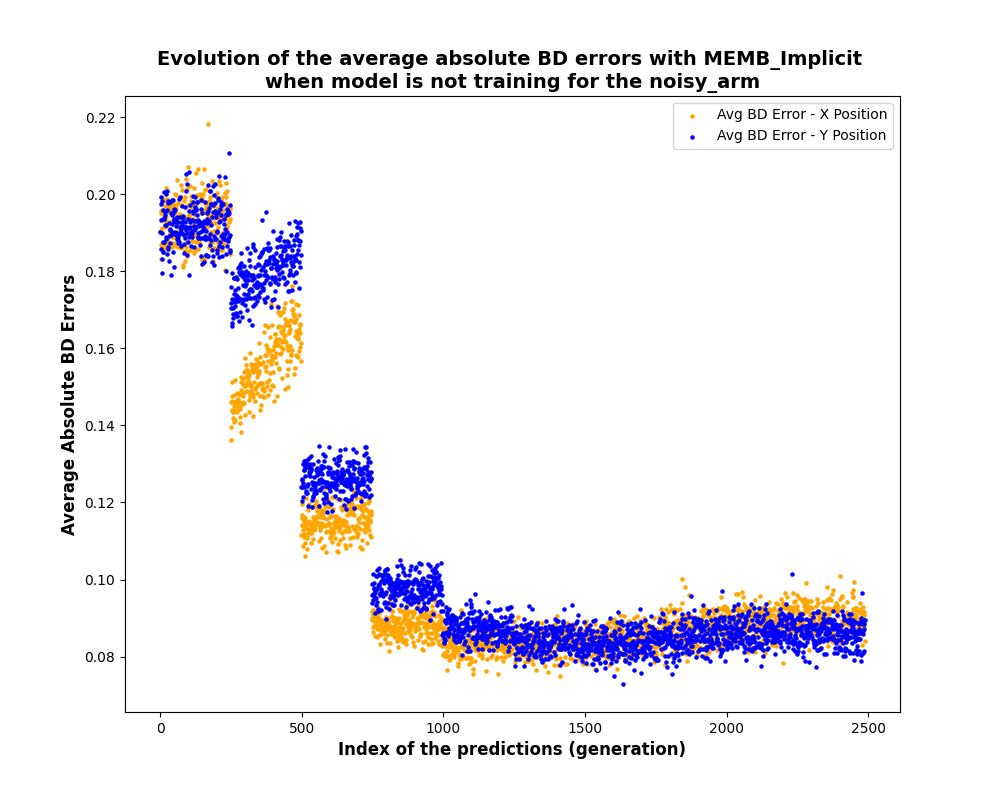 Evolution of the average absolute BD errors with MEMB_Implicit
when model is not training for the noisy_arm
Avg BD Error - X Position
Avg BD Error - Y Position
0.22
0.20
0.18
0.16
0.14
0.12
0.10
0.08
Average Absolute BD Errors
0
500
1000
1500
2000
2500
Index of the predictions (generation)